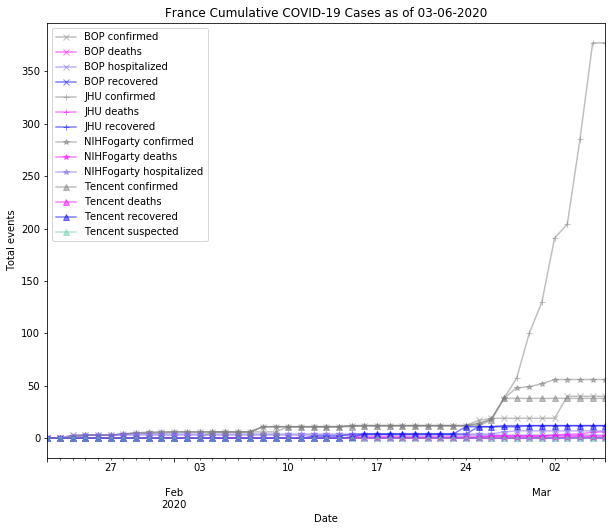 France Cumulative COVID-19 Cases as of 03-06-2020
BOP confirmed
BOP deaths
BOP hospitalized
BOP recovered
JHU confirmed
JHU deaths
JHU recovered
NIHFogarty confirmed
NIHFogarty deaths
NIHFogarty hospitalized
Tencent confirmed
Tencent deaths
Tencent recovered
Tencent suspected
Total events
350
300
250
200
150
100
50
0
27 03 10 17 24 02
Feb Mar
2020
Date